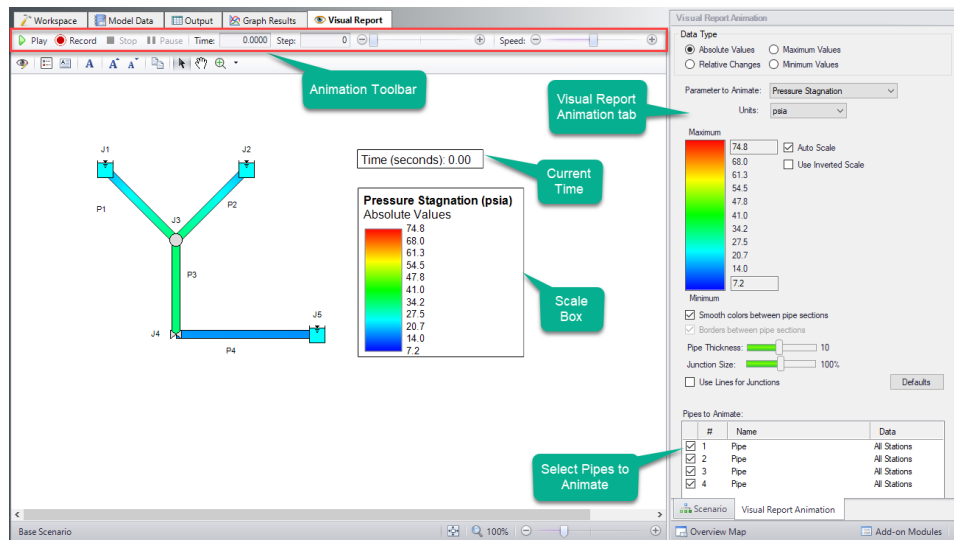 Workspace Model Data Output Graph Results Visual Report
Play Record Stop Pause Time: 0.0000 Step: 0 Speed:
A A A
Animation Toolbar
J1
J2
P1
P2
J3
P3
J4
J5
P4
Time (seconds): 0.00
Current
Time
Pressure Stagnation (psia)
Absolute Values
74.8
68.0
61.3
54.5
47.8
41.0
34.2
27.5
20.7
14.0
7.2
Scale
Box
Visual Report
Animation tab
Select Pipes to
Animate
Base Scenario 100%
Visual Report Animation
Data Type
Absolute Values Maximum Values
Relative Changes Minimum Values
Parameter to Animate: Pressure Stagnation
Units: psia
Maximum
74.8 Auto Scale
68.0 Use Inverted Scale
61.3
54.5
47.8
41.0
34.2
27.5
20.7
14.0
7.2
Minimum
Smooth colors between pipe sections
Borders between pipe sections
Pipe Thickness: 10
Junction Size: 100%
Use Lines for Junctions Defaults
Pipes to Animate:
# Name Data
1 Pipe All Stations
2 Pipe All Stations
3 Pipe All Stations
4 Pipe All Stations
Scenario Visual Report Animation
Overview Map Add-on Modules